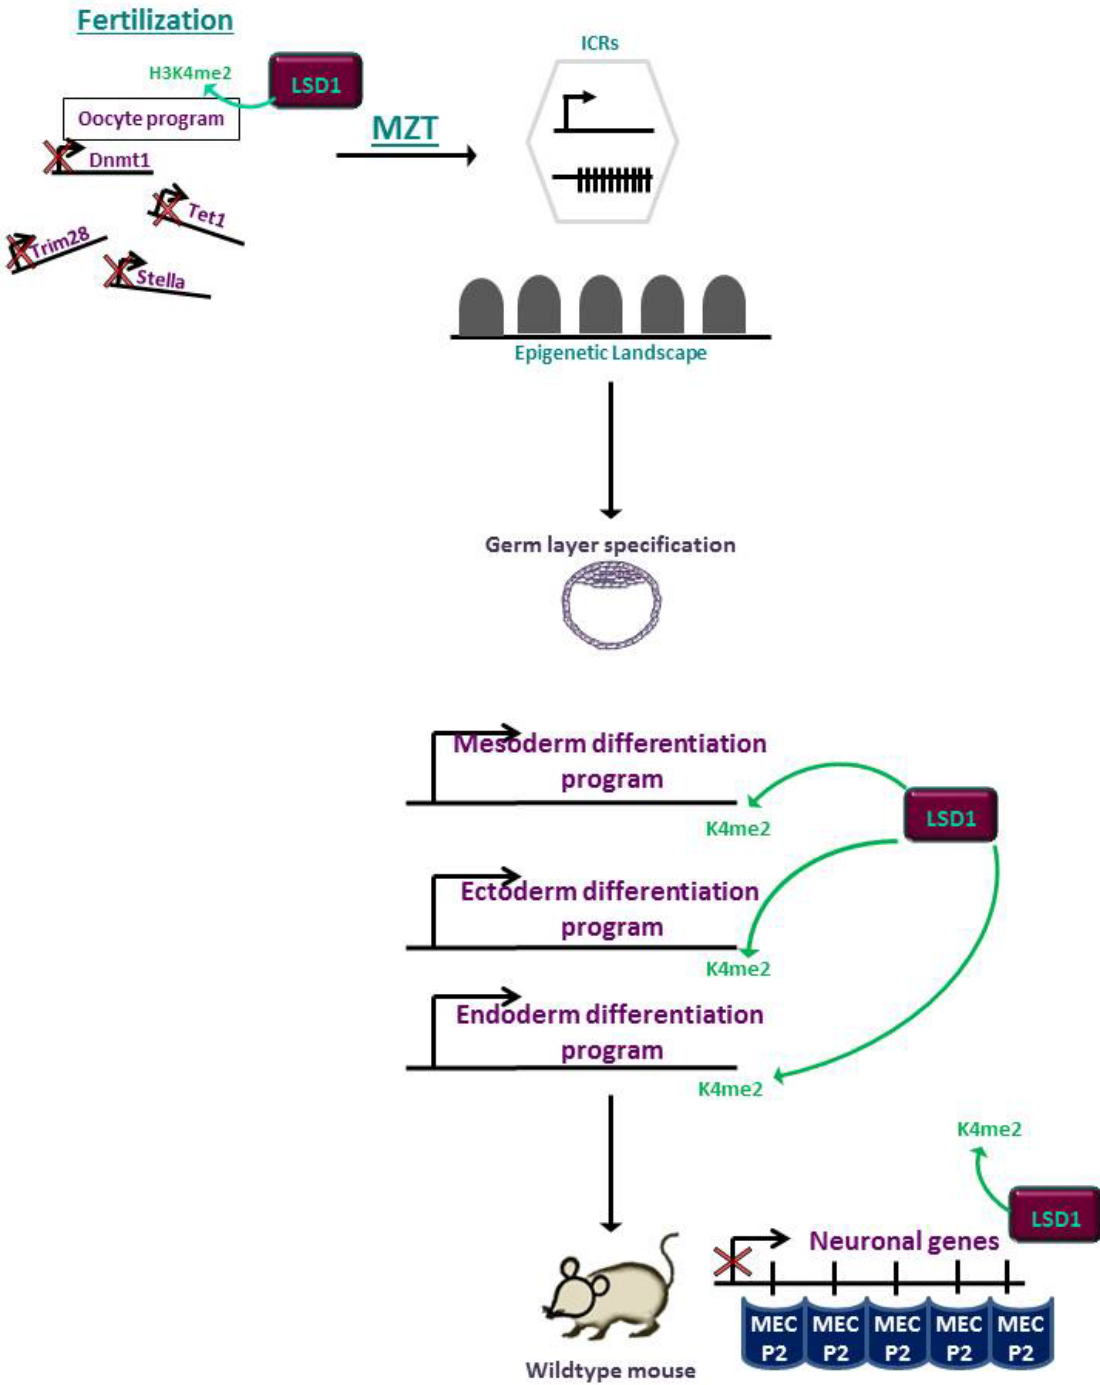 Fertilization
ICRs
H3K4me2
LSD1
Oocyte program
MZT
Dnmt1
Tet1
Trim28
Stella
Epigenetic Landscape
Germ layer specification
Mesoderm differentiation
program
LSD1
K4me2
Ectoderm differentiation
program
K4me2
Endoderm differentiation
program
K4me2
K4me2
LSD1
Neuronal genes
MEC MEC MEC MEC MEC
P2 P2 P2 P2 P2
Wildtype mouse